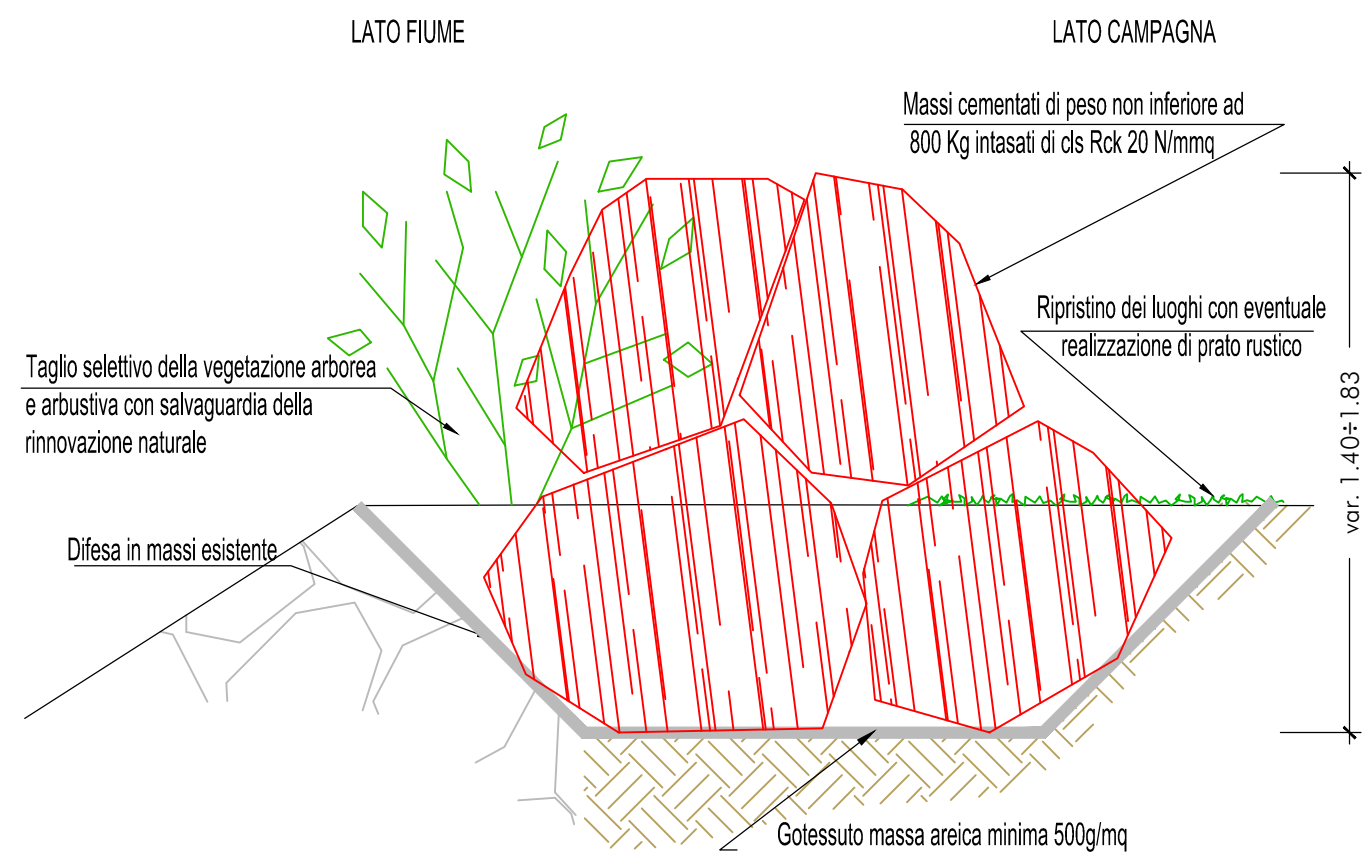 LATO FIUME
LATO CAMPAGNA
Massi cementati di peso non inferiore ad
800 Kg intasati di cls Rck 20 N/mmq
Ripristino dei luoghi con eventuale
realizzazione di prato rustico
Taglio selettivo della vegetazione arborea
e arbustiva con salvaguardia della
rinnovazione naturale
var. 1.40÷1.83
Difesa in massi esistente
Gotessuto massa areica minima 500g/mq